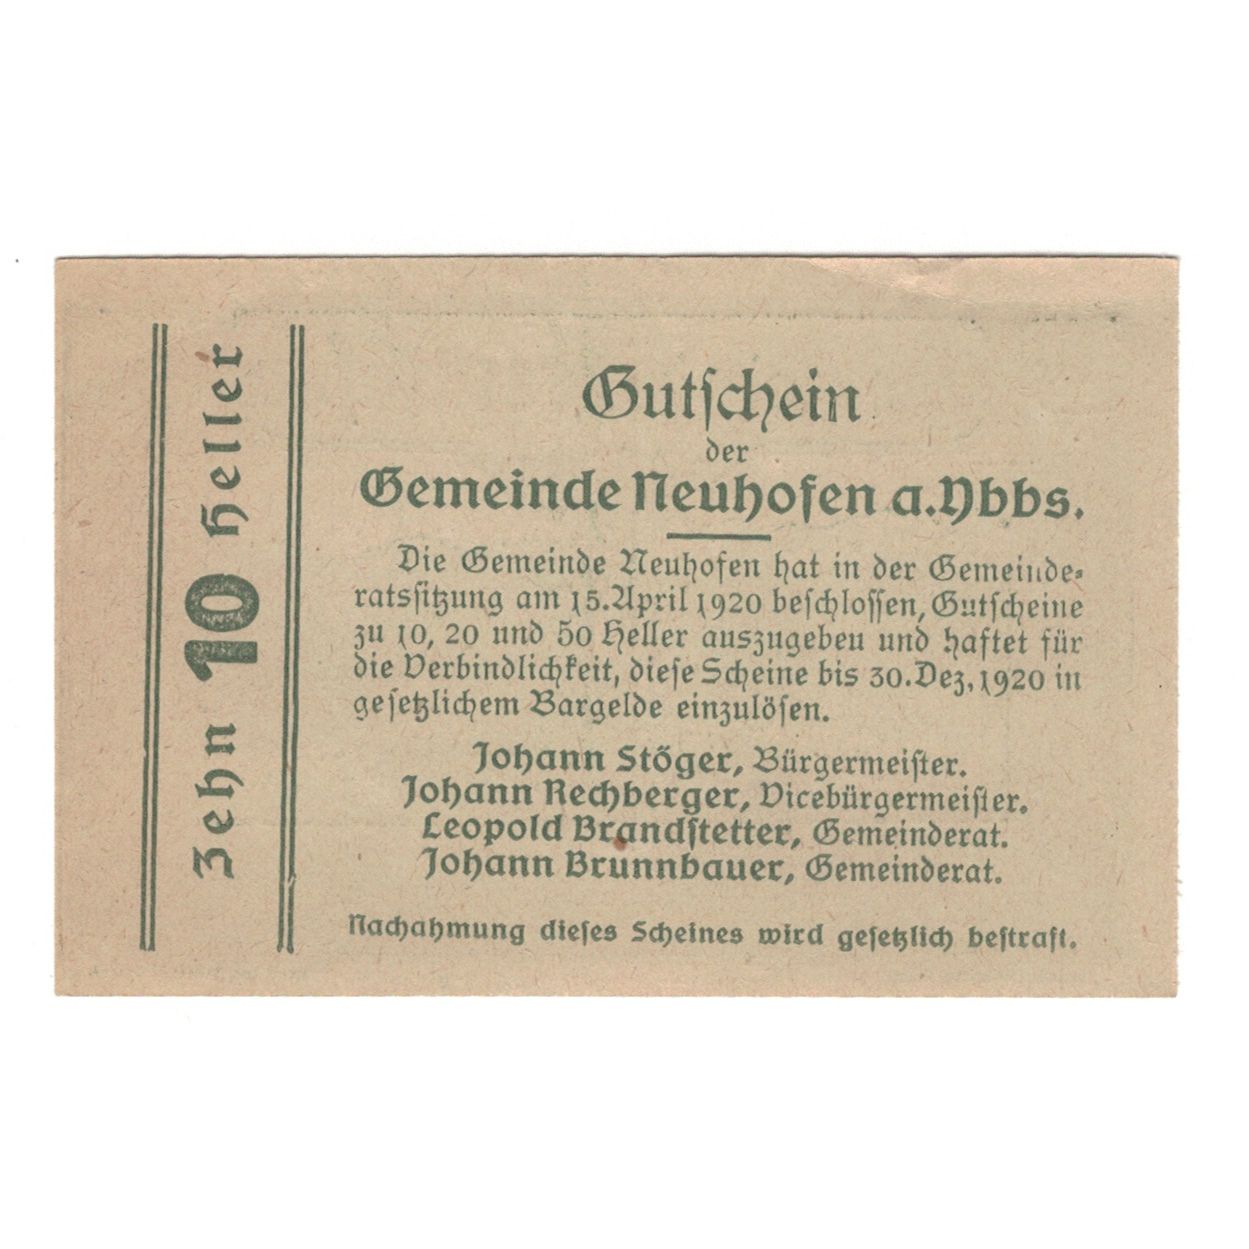 Zehn 10 Heller
Gutschein
der
Gemeinde Neuhofen a. Ybbs.
Die Gemeinde Neuhofen hat in der Gemeinde-
ratssitzung am 15. April 1920 beschlossen, Gutscheine
zu 10, 20 und 50 Heller auszugeben und haftet für
die Verbindlichkeit, diese Scheine bis 30. Dez. 1920 in
gesetzlichem Bargelde einzulösen.
Johann Stöger, Bürgermeister.
Johann Rechberger, Vicebürgermeister.
Leopold Brandstetter, Gemeinderat.
Johann Brunnbauer, Gemeinderat.
Nachahmung dieses Scheines wird gesetzlich bestraft.